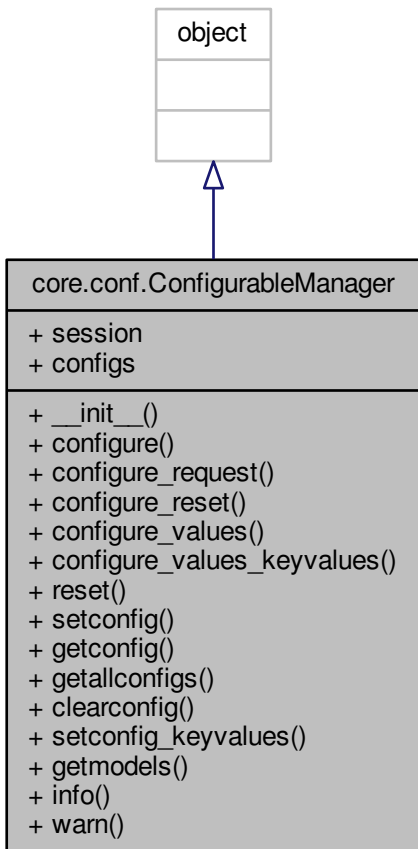 object
core.conf.ConfigurableManager
+ session
+ configs
+ __init__()
+ configure()
+ configure_request()
+ configure_reset()
+ configure_values()
+ configure_values_keyvalues()
+ reset()
+ setconfig()
+ getconfig()
+ getallconfigs()
+ clearconfig()
+ setconfig_keyvalues()
+ getmodels()
+ info()
+ warn()